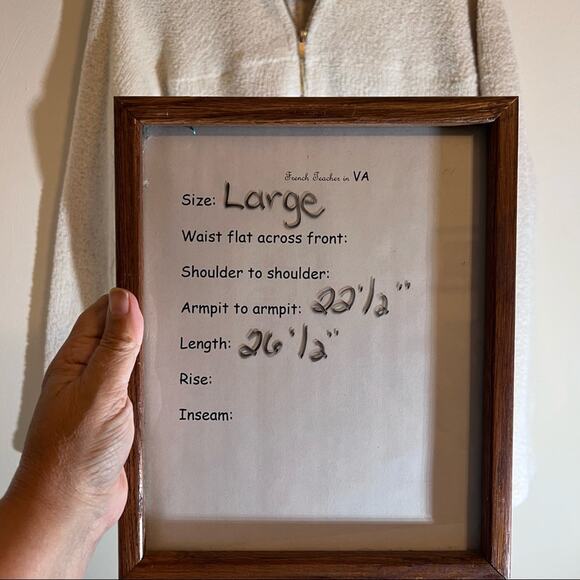 French Teacher in VA
Size: Large
Waist flat across front:
Shoulder to shoulder:
Armpit to armpit: 22 1/2"
Length: 26 1/2"
Rise:
Inseam: